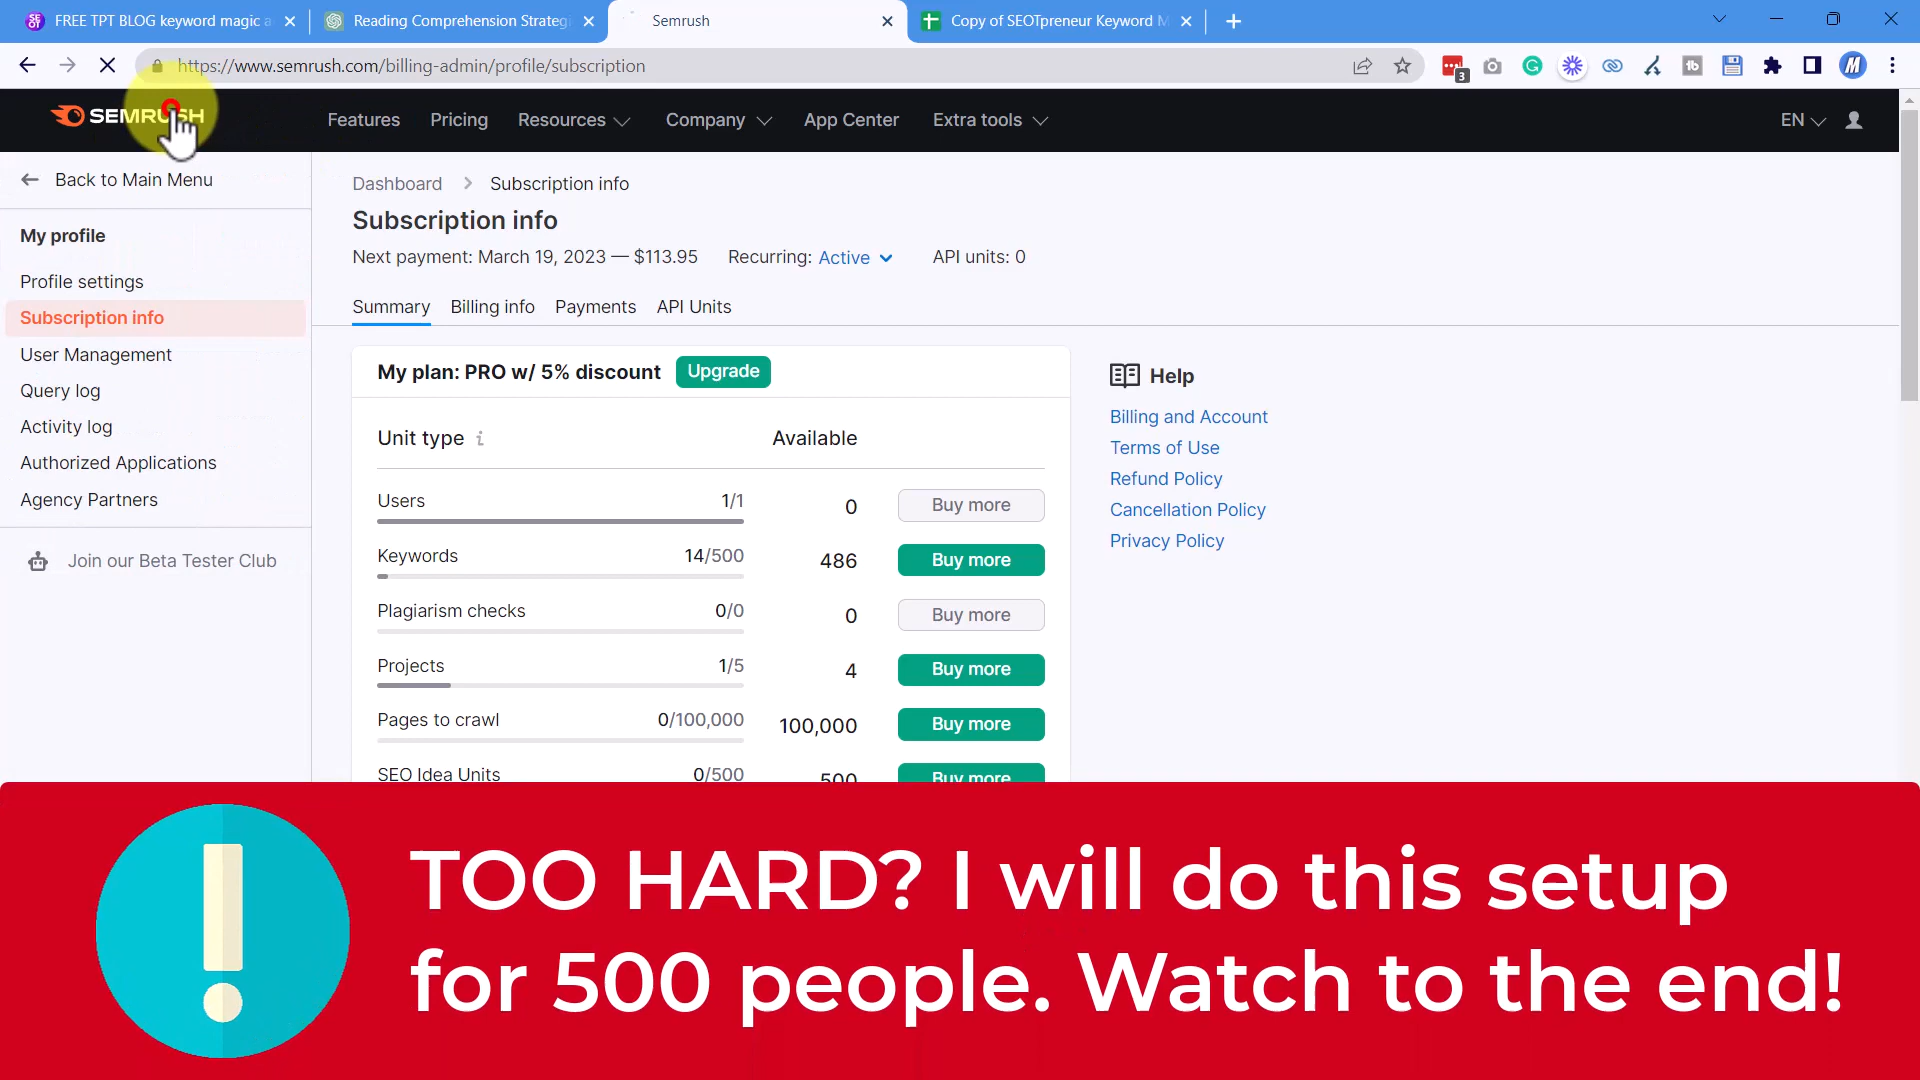 FREE TPT BLOG keyword magic a
Reading Comprehension Strategi
Semrush
Copy of SEOTpreneur Keyword M
https://www.semrush.com/billing-admin/profile/subscription
3
M
SEMRUSH
Features
Pricing
Resources
Company
App Center
Extra tools
EN
Back to Main Menu
My profile
Profile settings
Subscription info
User Management
Query log
Activity log
Authorized Applications
Agency Partners
Join our Beta Tester Club
Dashboard > Subscription info
Subscription info
Next payment: March 19, 2023 — $113.95 Recurring: Active API units: 0
Summary Billing info Payments API Units
My plan: PRO w/ 5% discount Upgrade
Unit type i Available
Users 1/1 0 Buy more
Keywords 14/500 486 Buy more
Plagiarism checks 0/0 0 Buy more
Projects 1/5 4 Buy more
Pages to crawl 0/100,000 100,000 Buy more
SEO Idea Units 0/500 500 Buy more
Help
Billing and Account
Terms of Use
Refund Policy
Cancellation Policy
Privacy Policy
TOO HARD? I will do this setup
for 500 people. Watch to the end!